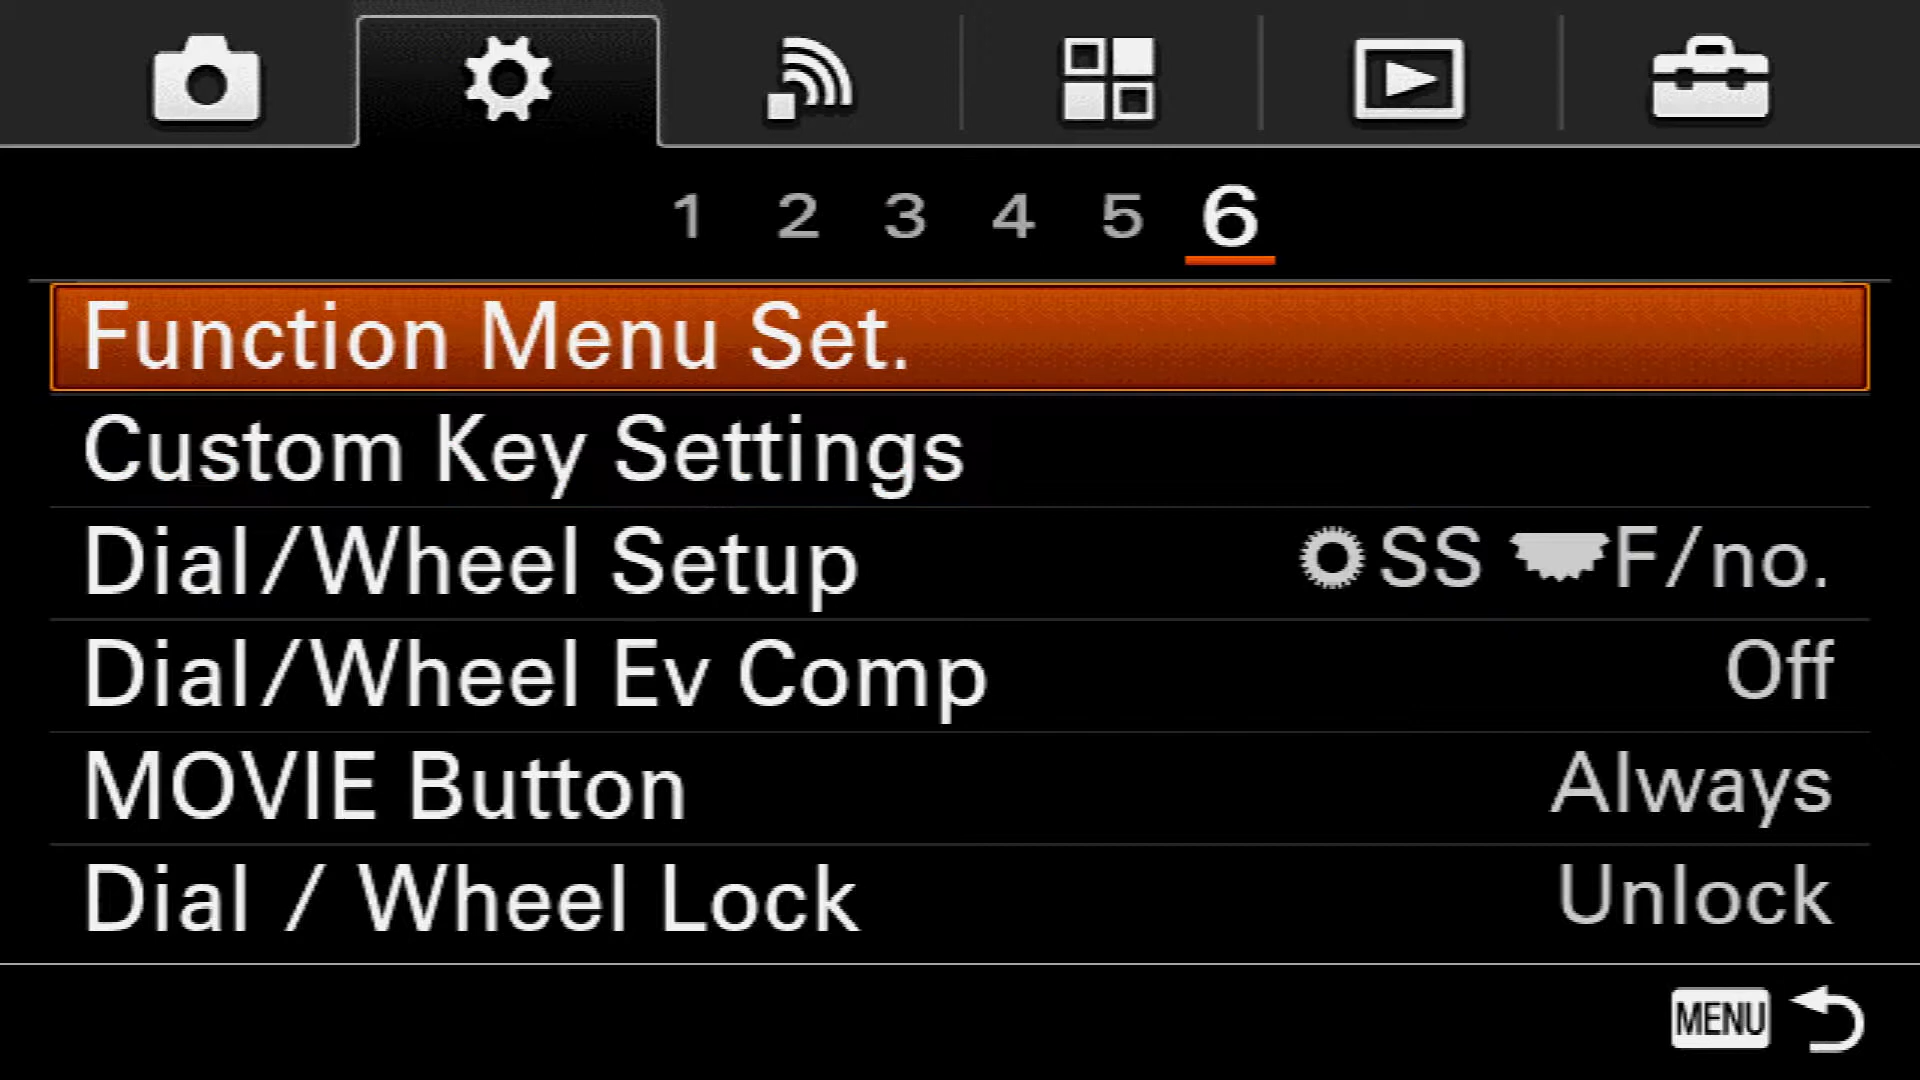 1 2 3 4 5 6
Function Menu Set.
Custom Key Settings
Dial/Wheel Setup SS F/no.
Dial/Wheel Ev Comp Off
MOVIE Button Always
Dial / Wheel Lock Unlock
MENU